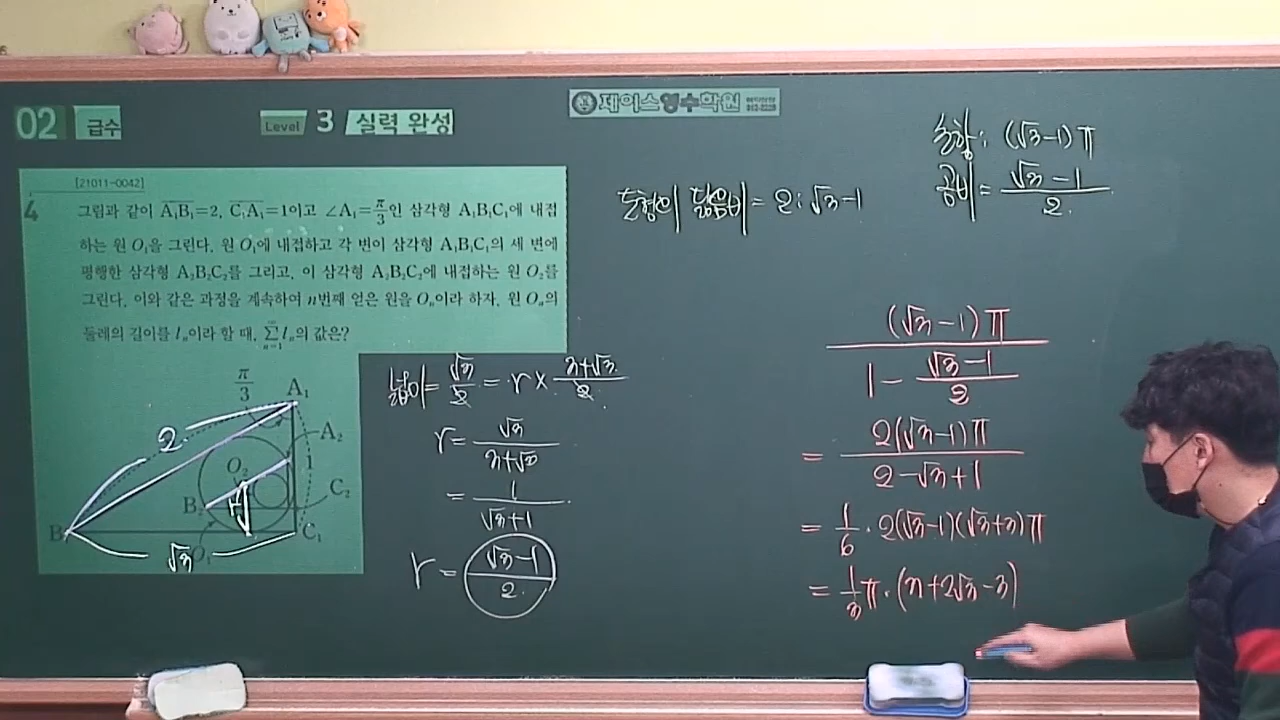 02 급수
Level 3 실력 완성
제이스영수학원
[21011-0042]
4
그림과 같이 A₁B₁=2, C₁A₁=1이고 ∠A₁=π/3인 삼각형 A₁B₁C₁에 내접
하는 원 O₁을 그린다. 원 O₁에 내접하고 각 변이 삼각형 A₁B₁C₁의 세 변에
평행한 삼각형 A₂B₂C₂를 그리고, 이 삼각형 A₂B₂C₂에 내접하는 원 O₂를
그린다. 이와 같은 과정을 계속하여 n번째 얻은 원을 Oₙ이라 하자. 원 Oₙ의
둘레의 길이를 lₙ이라 할 때, ∞∑n=1 lₙ의 값은?
π/3
A₁
2
A₂
1
O₂
B₂
C₂
B₁
C₁
O₁
√3
넓이=√3/2=r×(3+√3)/2
r=√3/(3+√3)
=1/(√3+1)
r=(√3-1)/2
도형의 닮음비=2:√3-1
초항: (√3-1)π
공비=(√3-1)/2
(√3-1)π/(1-(√3-1)/2)
=2(√3-1)π/(2-√3+1)
=1/6·2(√3-1)(√3+3)π
=1/3π·(3+2√3-3)